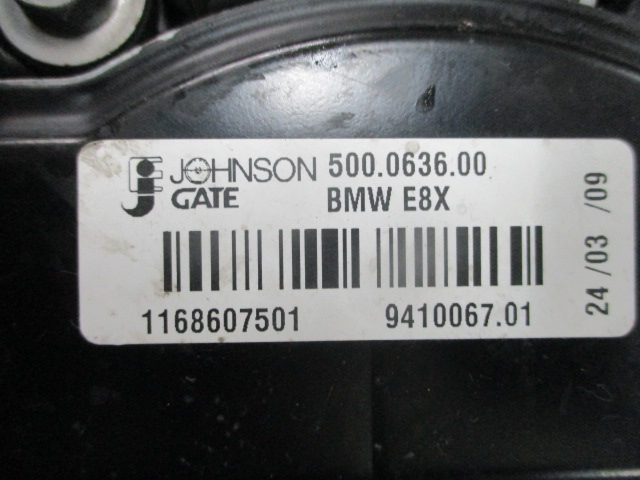 JOHNSON 500.0636.00
GATE BMW E8X
1168607501 9410067.01
24/03/09